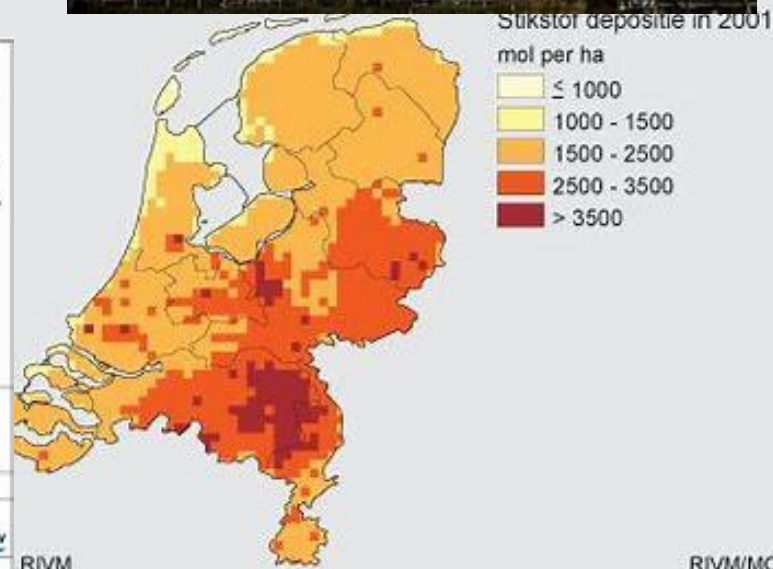 Stikstof depositie in 2001
mol per ha
≤ 1000
1000 - 1500
1500 - 2500
2500 - 3500
> 3500
RIVM